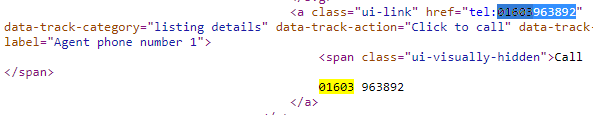 <a class="ui-link" href="tel:01603963892"
data-track-category="listing details" data-track-action="Click to call" data-track-
label="Agent phone number 1">
<span class="ui-visually-hidden">Call
</span>
01603 963892
</a>